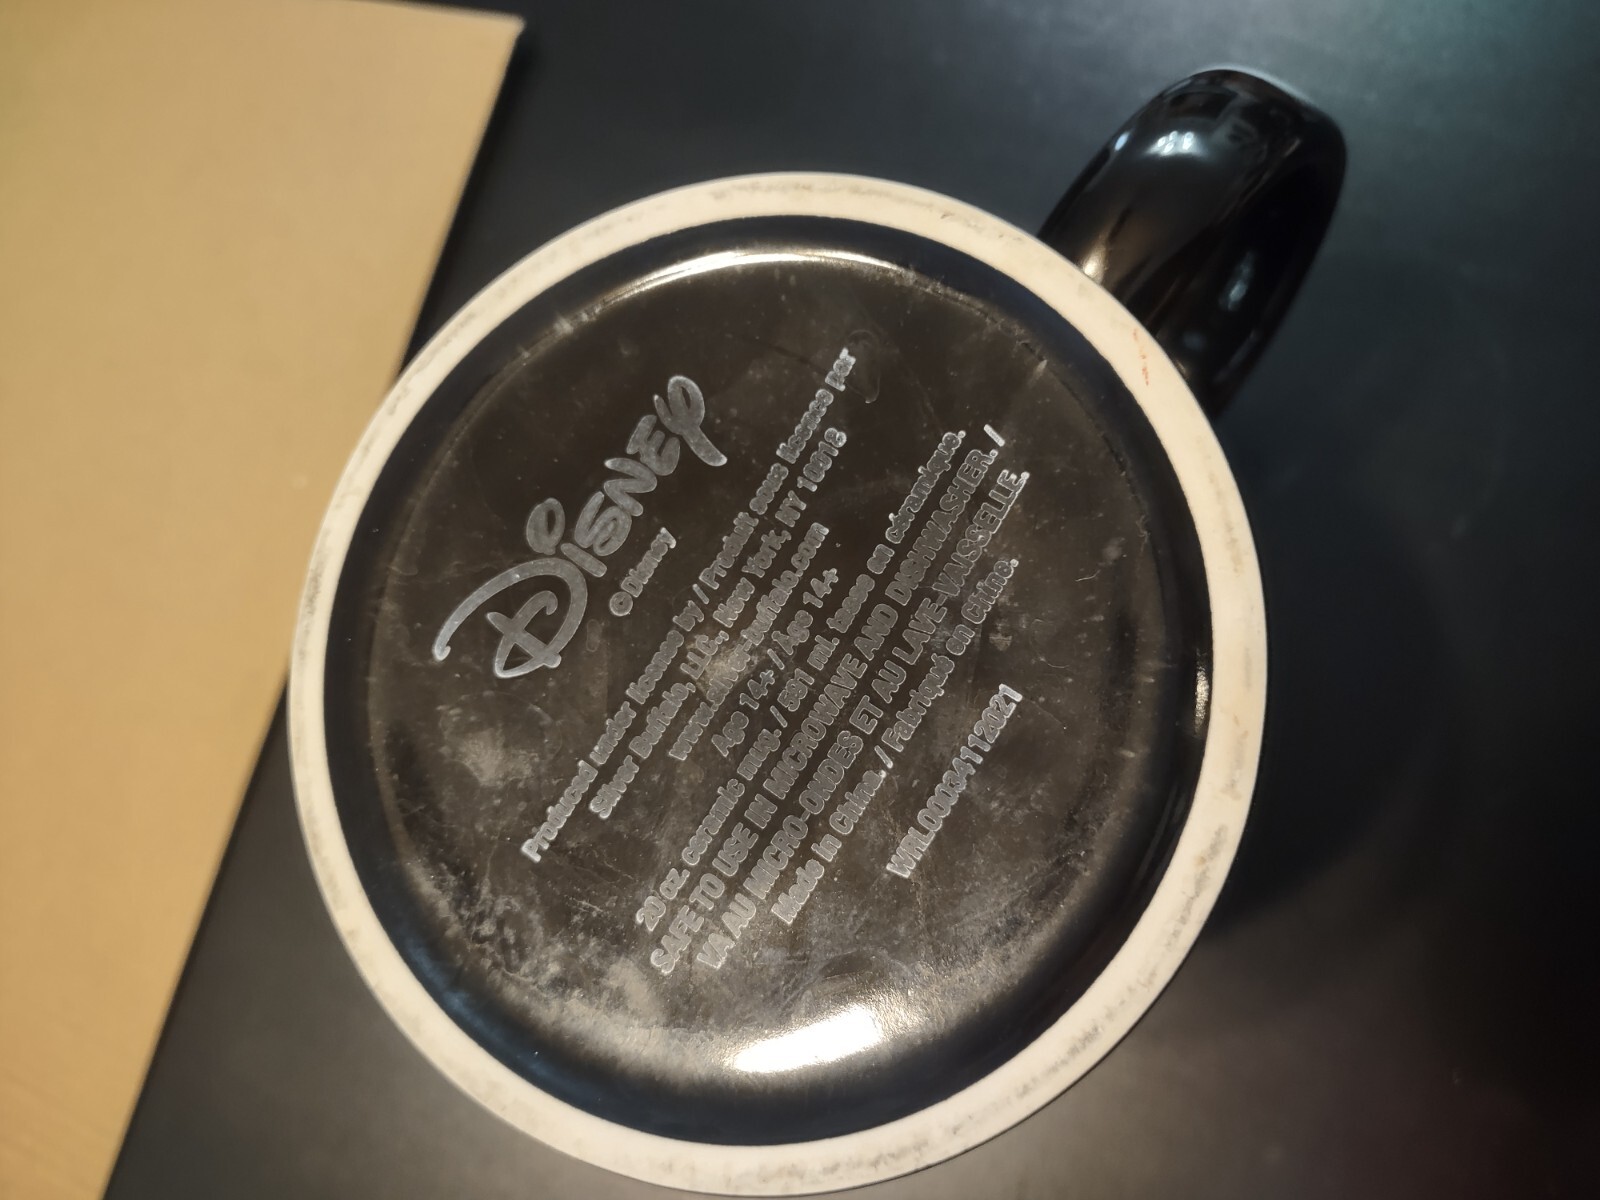 Disney
©Disney
Produced under license by / Produit sous licence par
Silver Buffalo, LLC., New York, NY 10018
www.silver-buffalo.com
Age 14+ / Âge 14+
20 oz. ceramic mug. / 591 ml. tasse en céramique.
SAFE TO USE IN MICROWAVE AND DISHWASHER. /
VA AU MICRO-ONDES ET AU LAVE-VAISSELLE.
Made in China. / Fabriqué en Chine.
WRL00034112021